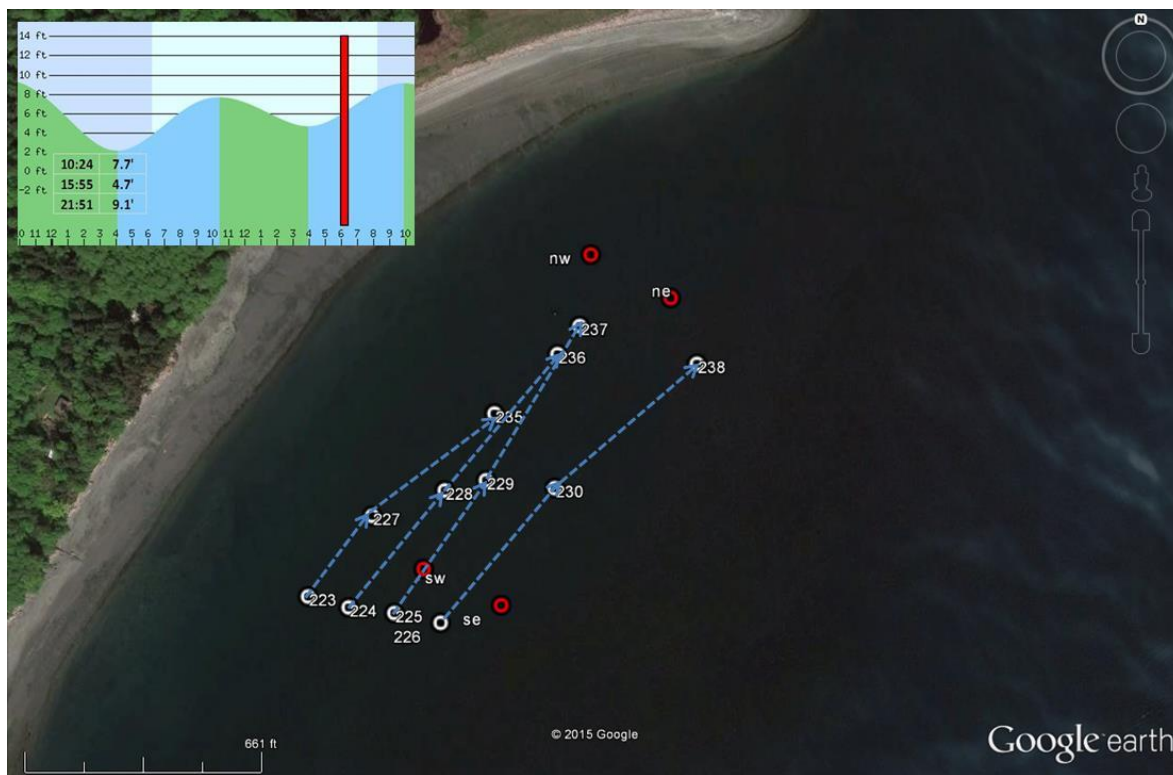 14 ft
12 ft
10 ft
8 ft
6 ft
4 ft
2 ft
0 ft
-2 ft
10:24 7.7'
15:55 4.7'
21:51 9.1'
0 11 12 1 2 3 4 5 6 7 8 9 10 11 12 1 2 3 4 5 6 7 8 9 10
N
nw
ne
237
236
238
235
229
228
230
227
sw
223
224
225
226
se
661 ft
© 2015 Google
Google earth